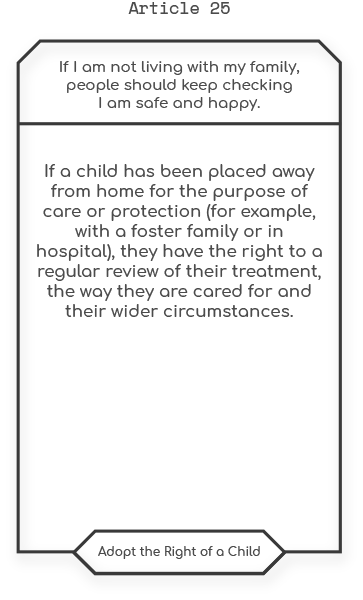 Article 25
If I am not living with my family,
people should keep checking
I am safe and happy.
If a child has been placed away
from home for the purpose of
care or protection (for example,
with a foster family or in
hospital), they have the right to a
regular review of their treatment,
the way they are cared for and
their wider circumstances.
Adopt the Right of a Child